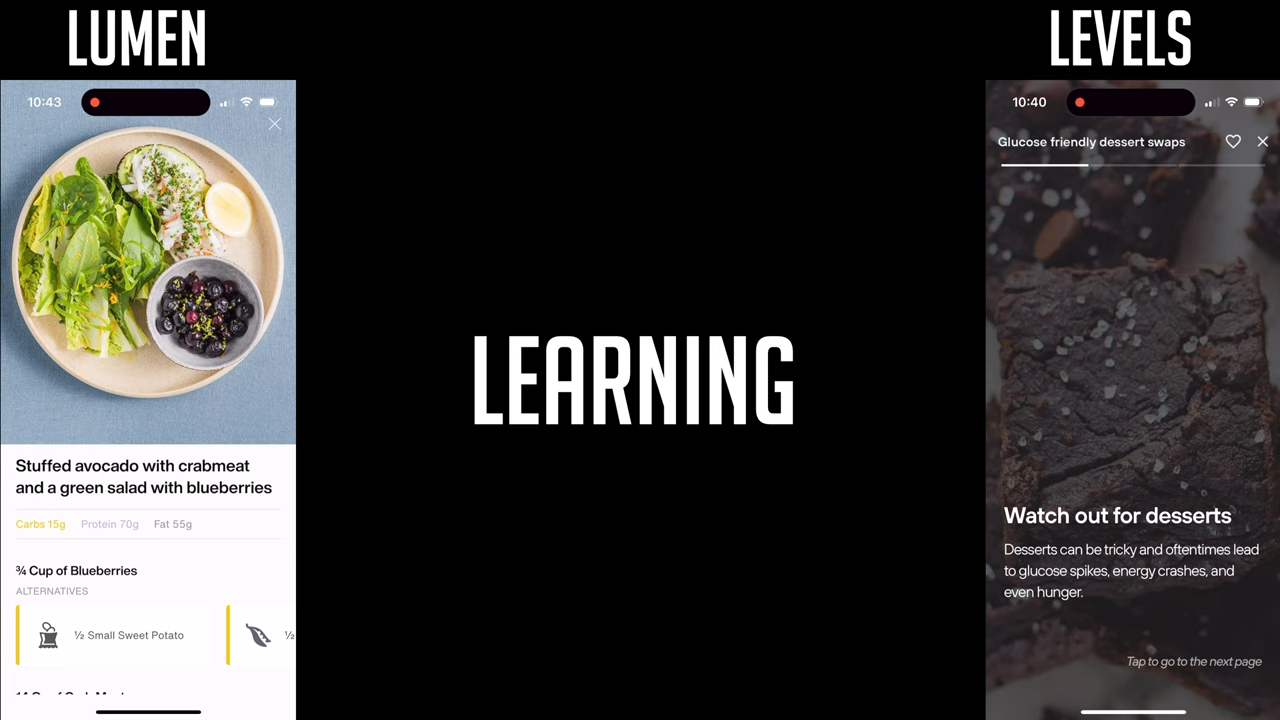 LUMEN
LEVELS
10:43
Stuffed avocado with crabmeat
and a green salad with blueberries
Carbs 15g Protein 70g Fat 55g
¾ Cup of Blueberries
ALTERNATIVES
½ Small Sweet Potato
½
LEARNING
10:40
Glucose friendly dessert swaps
Watch out for desserts
Desserts can be tricky and oftentimes lead
to glucose spikes, energy crashes, and
even hunger.
Tap to go to the next page